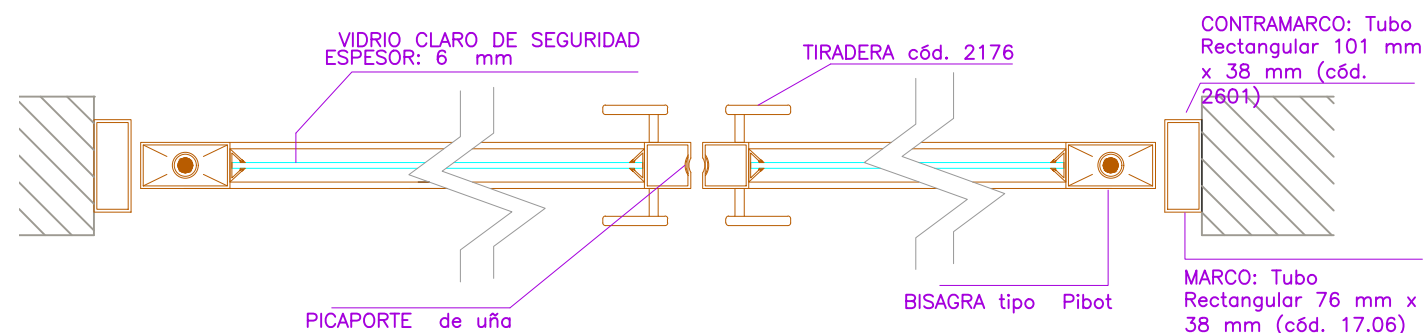 VIDRIO CLARO DE SEGURIDAD
ESPESOR: 6 mm
TIRADERA cód. 2176
CONTRAMARCO: Tubo
Rectangular 101 mm
x 38 mm (cód.
2601)
PICAPORTE de uña
BISAGRA tipo Pibot
MARCO: Tubo
Rectangular 76 mm x
38 mm (cód. 17.06)